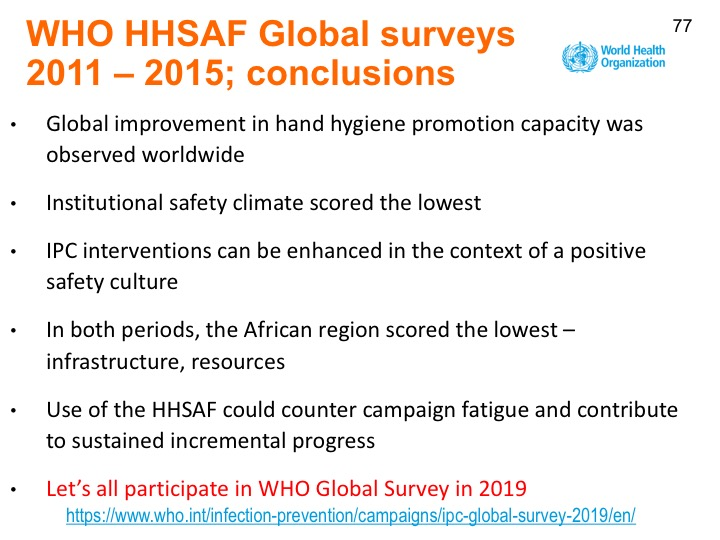 77
WHO HHSAF Global surveys
2011 – 2015; conclusions
World Health
Organization
• Global improvement in hand hygiene promotion capacity was
observed worldwide
• Institutional safety climate scored the lowest
• IPC interventions can be enhanced in the context of a positive
safety culture
• In both periods, the African region scored the lowest –
infrastructure, resources
• Use of the HHSAF could counter campaign fatigue and contribute
to sustained incremental progress
• Let’s all participate in WHO Global Survey in 2019
https://www.who.int/infection-prevention/campaigns/ipc-global-survey-2019/en/